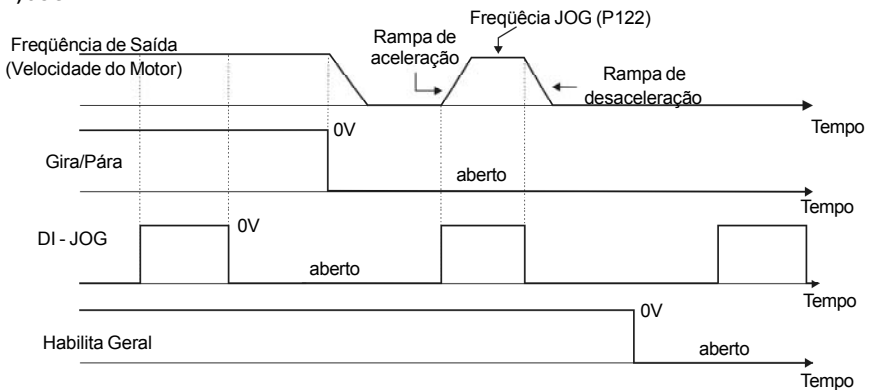 Freqüência de Saída
(Velocidade do Motor)
Rampa de
aceleração
Freqüêcia JOG (P122)
Rampa de
desaceleração
Tempo
Gira/Pára
0V
aberto
Tempo
DI - JOG
0V
aberto
Tempo
Habilita Geral
0V
aberto
Tempo